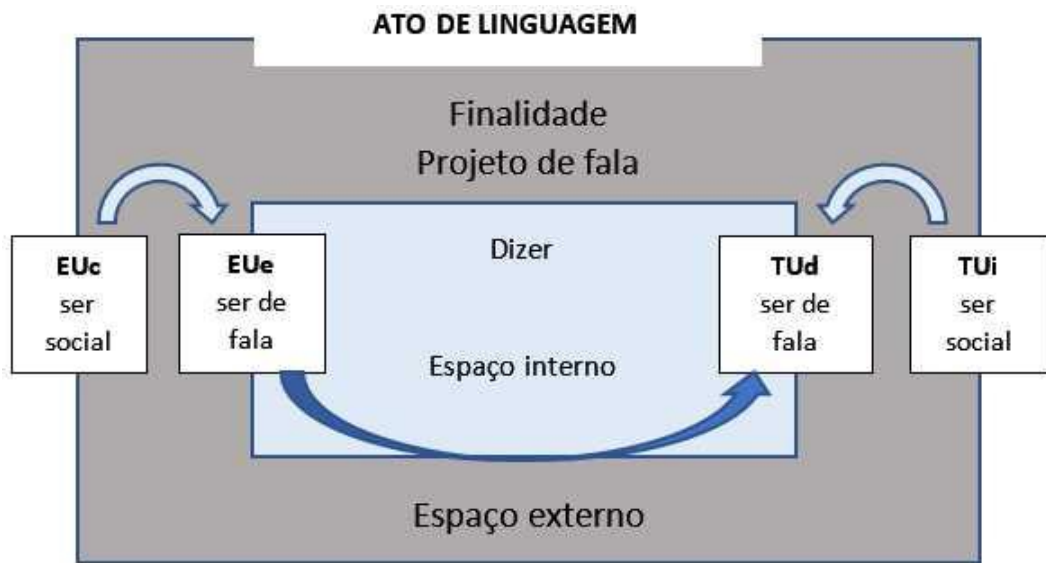 ATO DE LINGUAGEM
Finalidade
Projeto de fala
EUc
ser
social
EUe
ser de
fala
Dizer
Espaço interno
TUd
ser de
fala
TUi
ser
social
Espaço externo